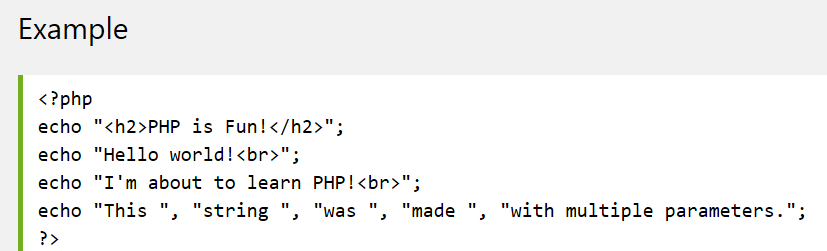 Example
<?php
echo "<h2>PHP is Fun!</h2>";
echo "Hello world!<br>";
echo "I'm about to learn PHP!<br>";
echo "This ", "string ", "was ", "made ", "with multiple parameters.";
?>